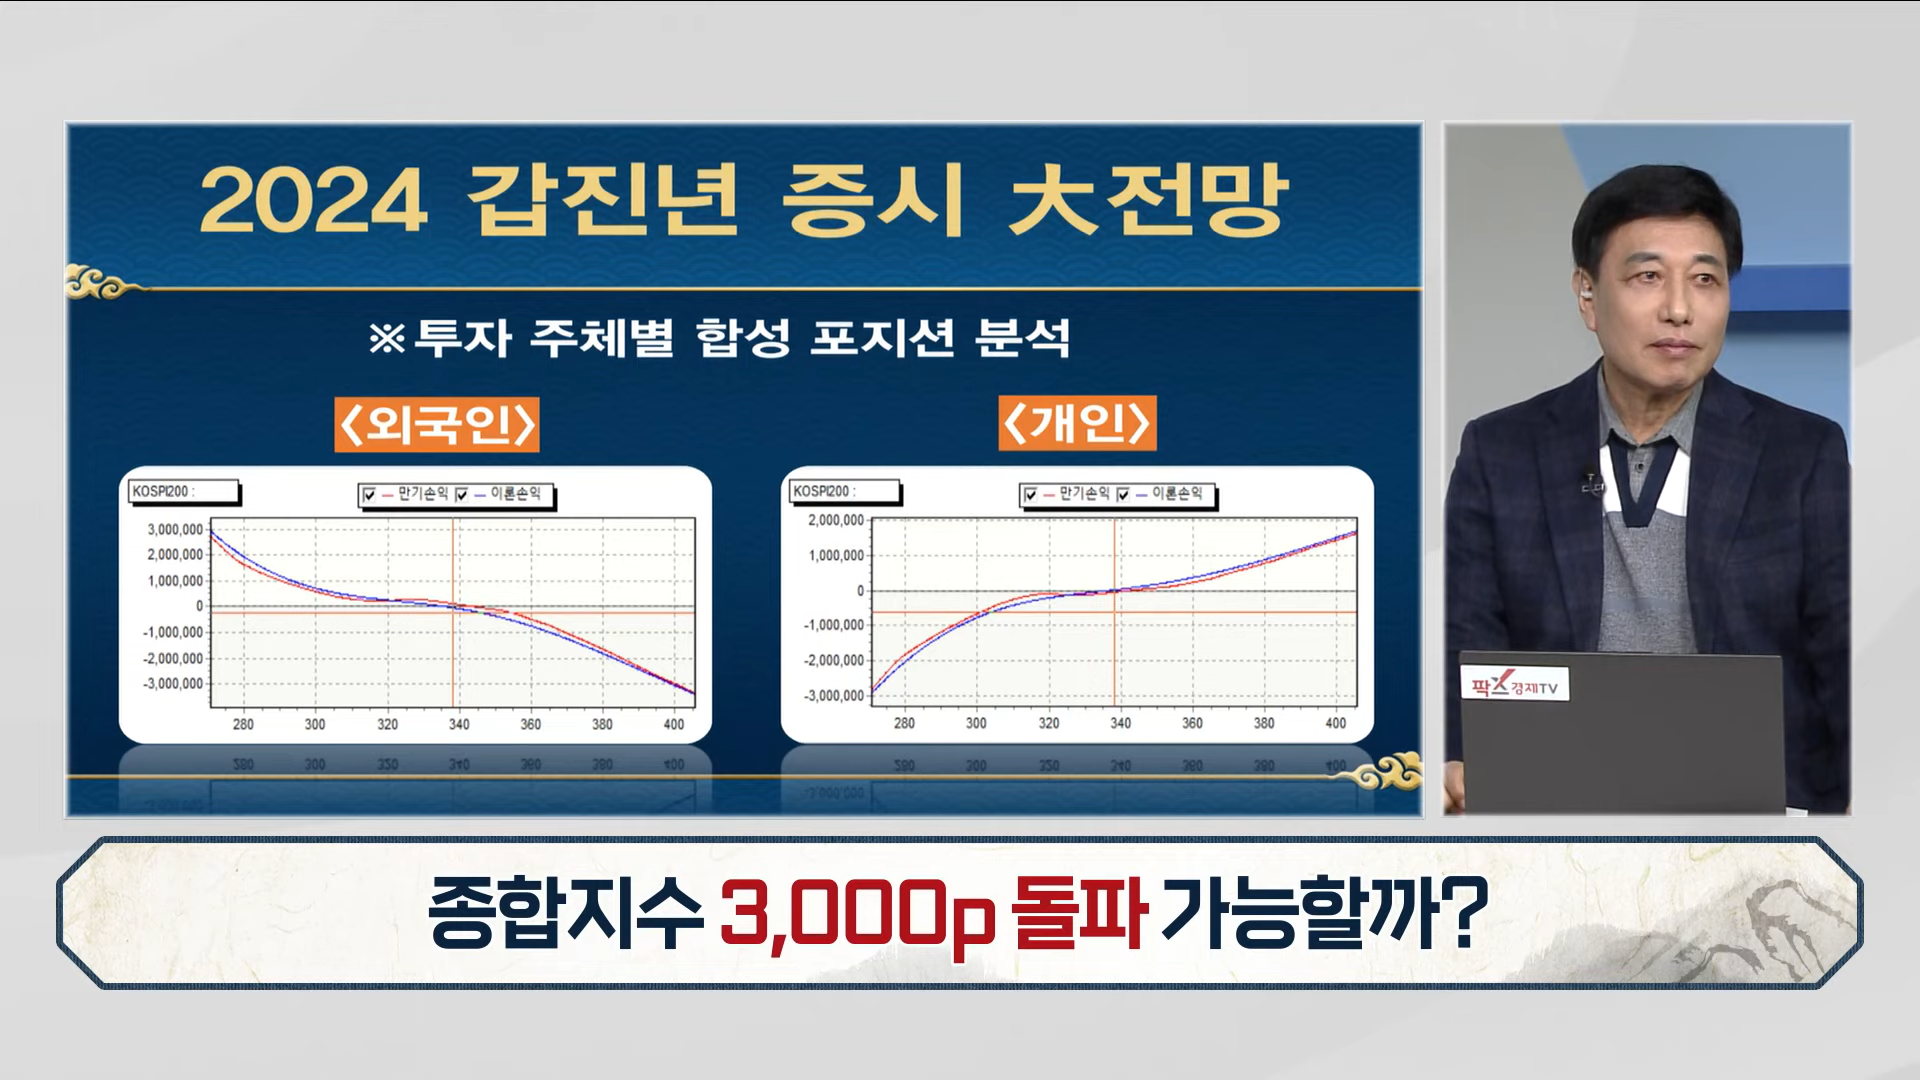 2024 갑진년 증시 大전망
※투자 주체별 합성 포지션 분석
<외국인>
KOSPI200 :
만기손익 이론손익
3,000,000
2,000,000
1,000,000
0
-1,000,000
-2,000,000
-3,000,000
280 300 320 340 360 380 400
<개인>
KOSPI200 :
만기손익 이론손익
2,000,000
1,000,000
0
-1,000,000
-2,000,000
-3,000,000
280 300 320 340 360 380 400
팍스경제TV
종합지수 3,000p 돌파 가능할까?